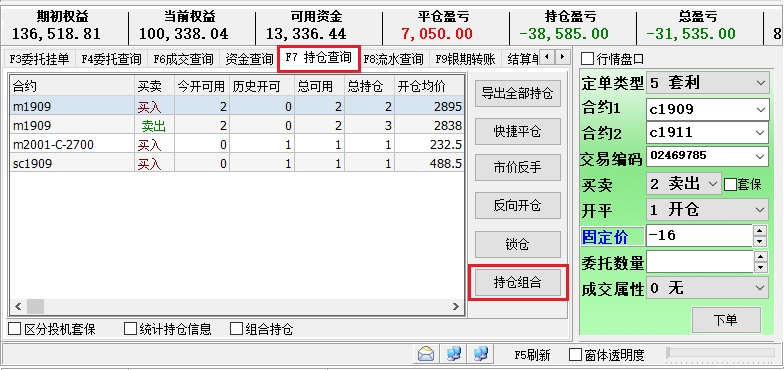 期初权益 当前权益 可用资金 平仓盈亏 持仓盈亏 总盈亏
136,518.81 100,338.04 13,336.44 7,050.00 -38,585.00 -31,535.00 8
F3委托挂单 F4委托查询 F6成交查询 资金查询 F7 持仓查询 F8流水查询 F9银期转账 结算单 行情盘口
合约 买卖 今开可用 历史开可 总可用 总持仓 开仓均价
m1909 买入 2 0 2 2 2895
m1909 卖出 2 0 2 3 2838
m2001-C-2700 买入 0 1 1 1 232.5
sc1909 买入 0 1 1 1 488.5
导出全部持仓
快捷平仓
市价反手
反向开仓
锁仓
持仓组合
定单类型 5 套利
合约1 c1909
合约2 c1911
交易编码 02469785
买卖 2 卖出 套保
开平 1 开仓
固定价 -16
委托数量
成交属性 0 无
下单
区分投机套保 统计持仓信息 组合持仓
F5刷新 窗体透明度